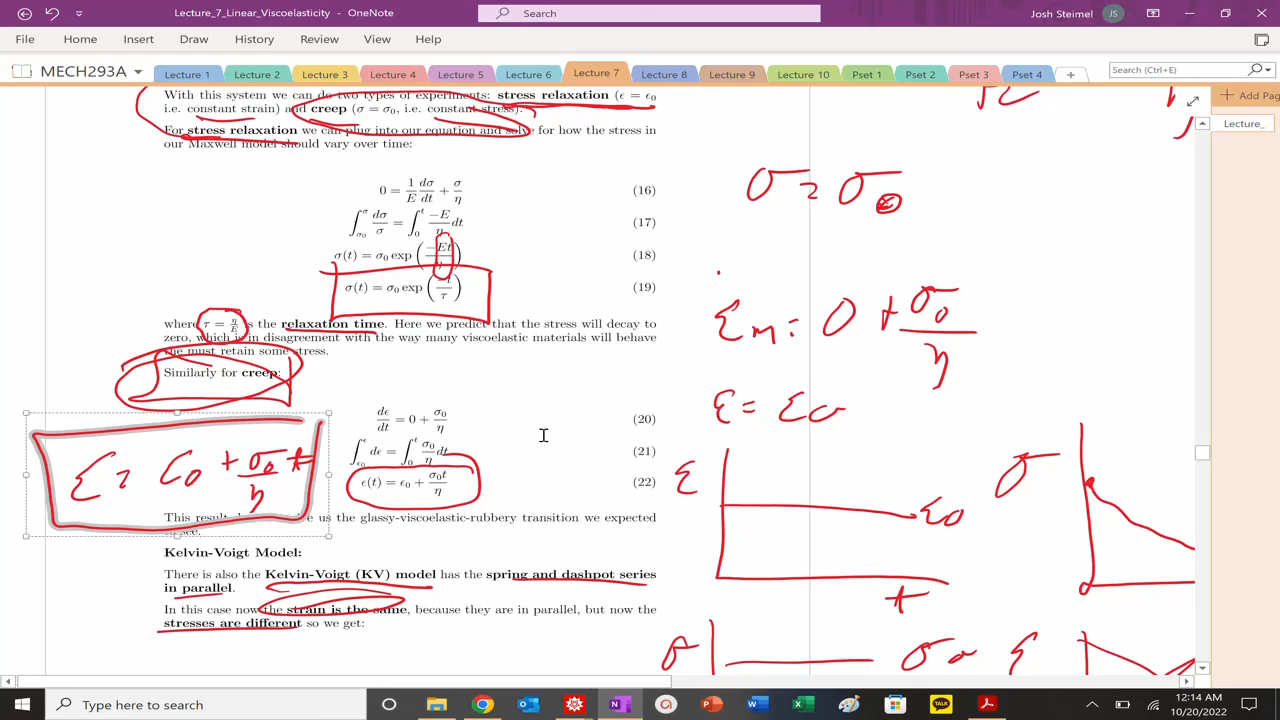 Lecture_7_Linear_Viscoelasticity - OneNote
Search
Josh Steimel
JS
File Home Insert Draw History Review View Help
MECH293A
Lecture 1 Lecture 2 Lecture 3 Lecture 4 Lecture 5 Lecture 6 Lecture 7 Lecture 8 Lecture 9 Lecture 10 Pset 1 Pset 2 Pset 3 Pset 4
Search (Ctrl+E)
Add Pag
Lecture_
With this system we can do two types of experiments: stress relaxation (ϵ = ϵ0
i.e. constant strain) and creep (σ = σ0, i.e. constant stress).
For stress relaxation we can plug into our equation and solve for how the stress in
our Maxwell model should vary over time:
0 = 1/E dσ/dt + σ/η (16)
∫_{σ0}^{σ} dσ/σ = ∫_0^t −E/η dt (17)
σ(t) = σ0 exp (−Et/η) (18)
σ(t) = σ0 exp (−t/τ) (19)
where τ = η/E is the relaxation time. Here we predict that the stress will decay to
zero, which is in disagreement with the way many viscoelastic materials will behave
must retain some stress.
Similarly for creep:
dϵ/dt = 0 + σ0/η (20)
∫_{ϵ0}^{ϵ} dϵ = ∫_0^t σ0/η dt (21)
ϵ(t) = ϵ0 + σ0t/η (22)
This result us the glassy-viscoelastic-rubbery transition we expected
see.
Kelvin-Voigt Model:
There is also the Kelvin-Voigt (KV) model has the spring and dashpot series
in parallel.
In this case now the strain is the same, because they are in parallel, but now the
stresses are different so we get:
ε = ε0 + σ0/η t
σ = σ0
ε̇m = 0 + σ0/η
ε = ε0
ε
ε0
t
σ
σ
σ0
ε
Type here to search
TALK
12:14 AM
10/20/2022